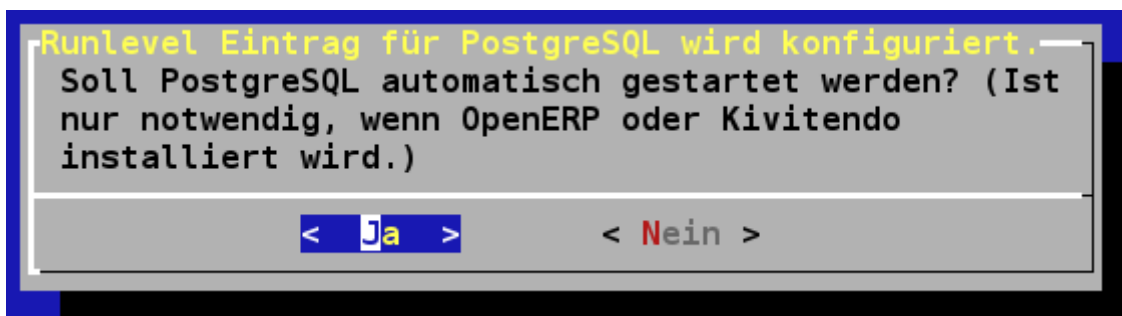 Runlevel Eintrag für PostgreSQL wird konfiguriert.
Soll PostgreSQL automatisch gestartet werden? (Ist
nur notwendig, wenn OpenERP oder Kivitendo
installiert wird.)
< Ja > < Nein >